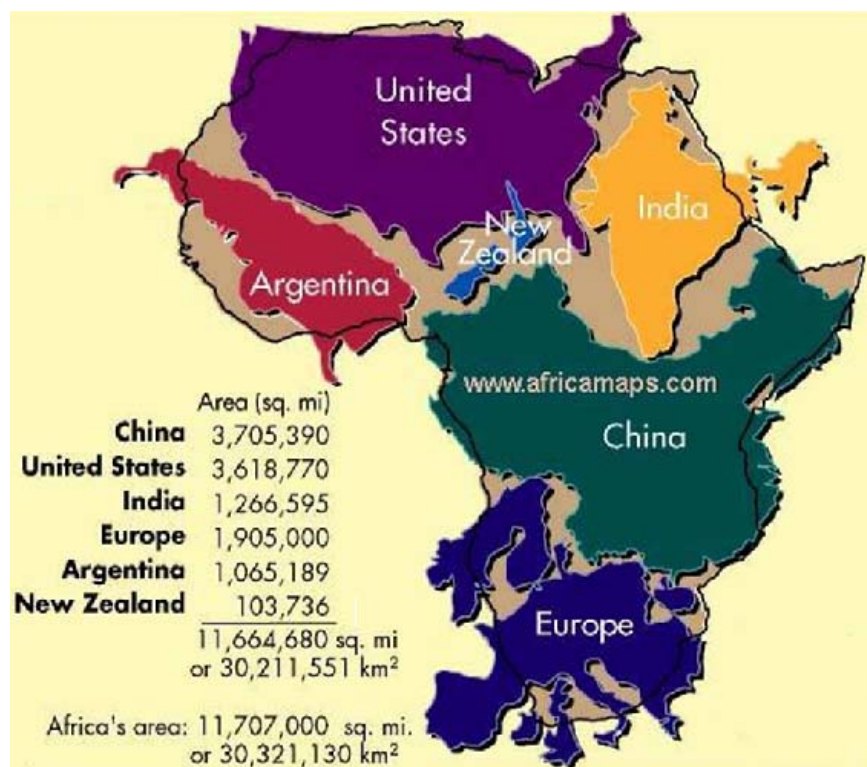 United
States
India
New
Zealand
Argentina
www.africamaps.com
China
Europe
Area (sq. mi)
China 3,705,390
United States 3,618,770
India 1,266,595
Europe 1,905,000
Argentina 1,065,189
New Zealand 103,736
11,664,680 sq. mi
or 30,211,551 km²
Africa's area: 11,707,000 sq. mi.
or 30,321,130 km²